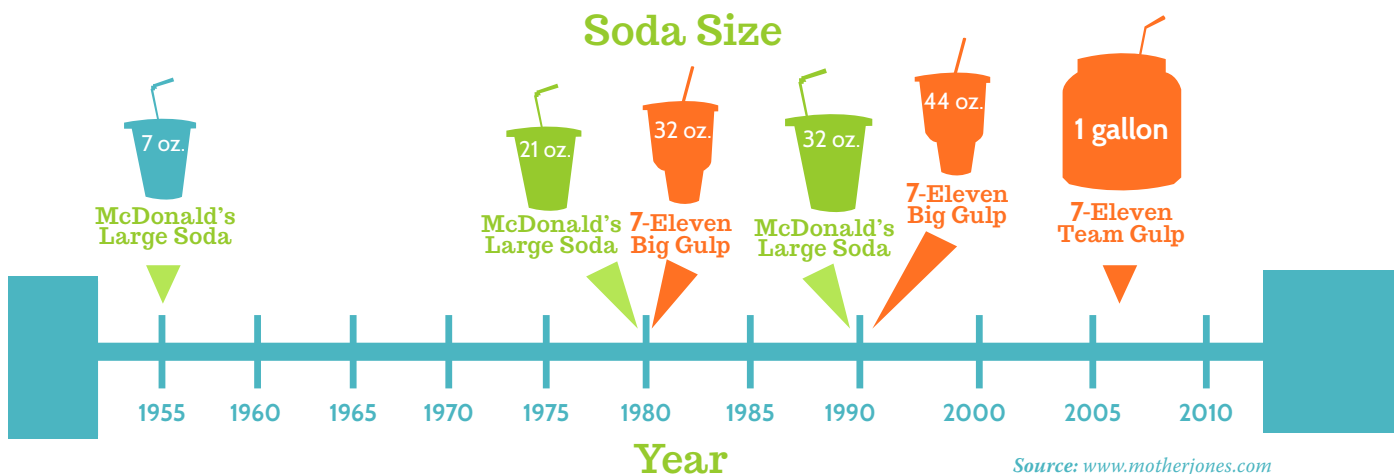 Soda Size
7 oz.
McDonald's
Large Soda
21 oz.
McDonald's
Large Soda
32 oz.
7-Eleven
Big Gulp
32 oz.
McDonald's
Large Soda
44 oz.
7-Eleven
Big Gulp
1 gallon
7-Eleven
Team Gulp
1955 1960 1965 1970 1975 1980 1985 1990 2000 2005 2010
Year
Source: www.motherjones.com